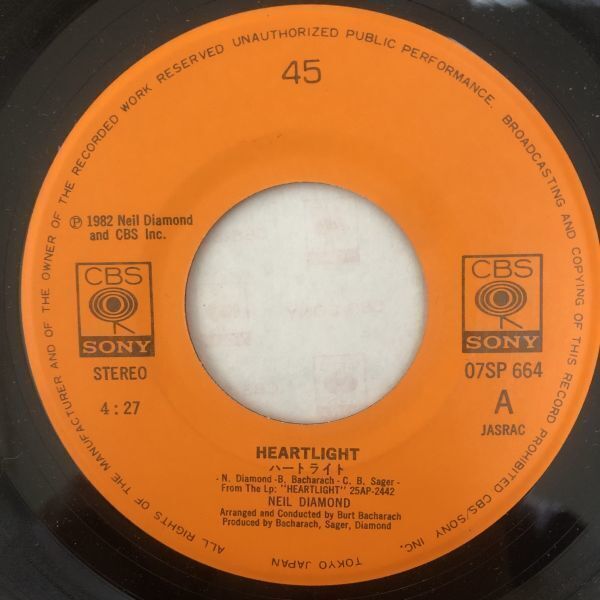 ALL RIGHTS OF THE MANUFACTURER AND OF THE OWNER OF THE RECORDED WORK RESERVED UNAUTHORIZED PUBLIC PERFORMANCE. BROADCASTING AND COPYING OF THIS RECORD PROHIBITED CBS/SONY INC.
45
Ⓟ 1982 Neil Diamond
and CBS Inc.
CBS
SONY
STEREO
4:27
CBS
SONY
07SP 664
A
JASRAC
HEARTLIGHT
ハートライト
- N. Diamond -B. Bacharach - C. B. Sager -
From The Lp: "HEARTLIGHT" 25AP-2442
NEIL DIAMOND
Arranged and Conducted by Burt Bacharach
Produced by Bacharach, Sager, Diamond
TOKYO JAPAN